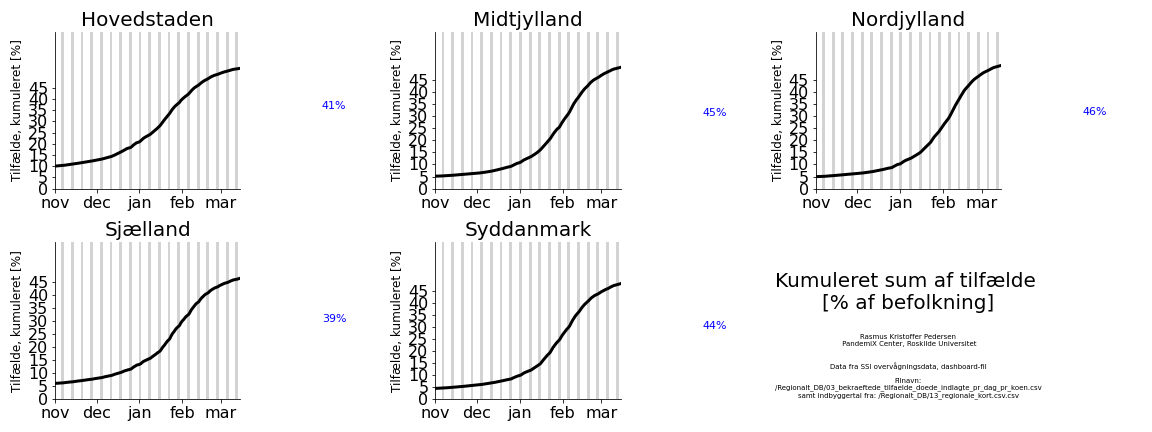 Hovedstaden
Tilfælde, kumuleret [%]
45
40
35
30
25
20
15
10
5
0
nov dec jan feb mar
41%
Midtjylland
Tilfælde, kumuleret [%]
45
40
35
30
25
20
15
10
5
0
nov dec jan feb mar
45%
Nordjylland
Tilfælde, kumuleret [%]
45
40
35
30
25
20
15
10
5
0
nov dec jan feb mar
46%
Sjælland
Tilfælde, kumuleret [%]
45
40
35
30
25
20
15
10
5
0
nov dec jan feb mar
39%
Syddanmark
Tilfælde, kumuleret [%]
45
40
35
30
25
20
15
10
5
0
nov dec jan feb mar
44%
Kumuleret sum af tilfælde
[% af befolkning]
Rasmus Kristoffer Pedersen
PandemiX Center, Roskilde Universitet
Data fra SSI overvågningsdata, dashboard-fil
Filnavn:
/Regionalt_DB/03_bekraeftede_tilfaelde_doede_indlagte_pr_dag_pr_koen.csv
samt indbyggertal fra: /Regionalt_DB/13_regionale_kort.csv.csv